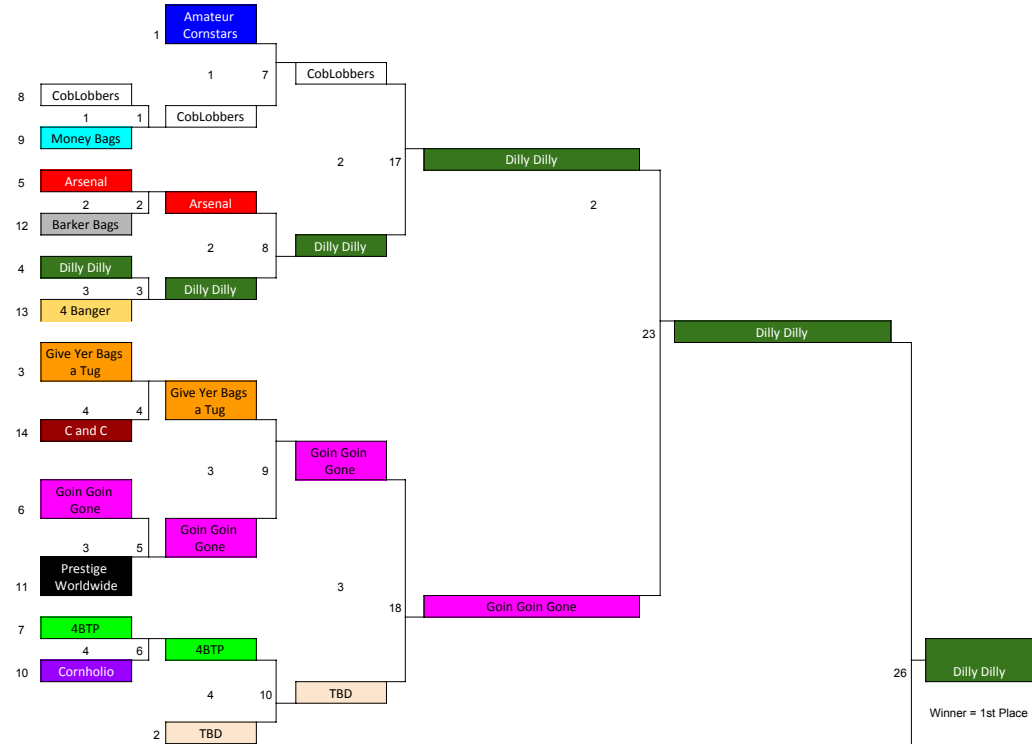 Amateur
Cornstars
1
1 7
CobLobbers
8
CobLobbers
1 1
CobLobbers
9
Money Bags
2 17
Dilly Dilly
5
Arsenal
2 2
Arsenal
2
12
Barker Bags
2 8
Dilly Dilly
4
Dilly Dilly
3 3
Dilly Dilly
13
4 Banger
23
Dilly Dilly
3
Give Yer Bags
a Tug
4 4
Give Yer Bags
a Tug
14
C and C
3 9
Goin Goin
Gone
6
Goin Goin
Gone
3 5
Goin Goin
Gone
11
Prestige
Worldwide
3
18
Goin Goin Gone
7
4BTP
4 6
4BTP
10
Cornholio
4 10
TBD
2
TBD
26
Dilly Dilly
Winner = 1st Place